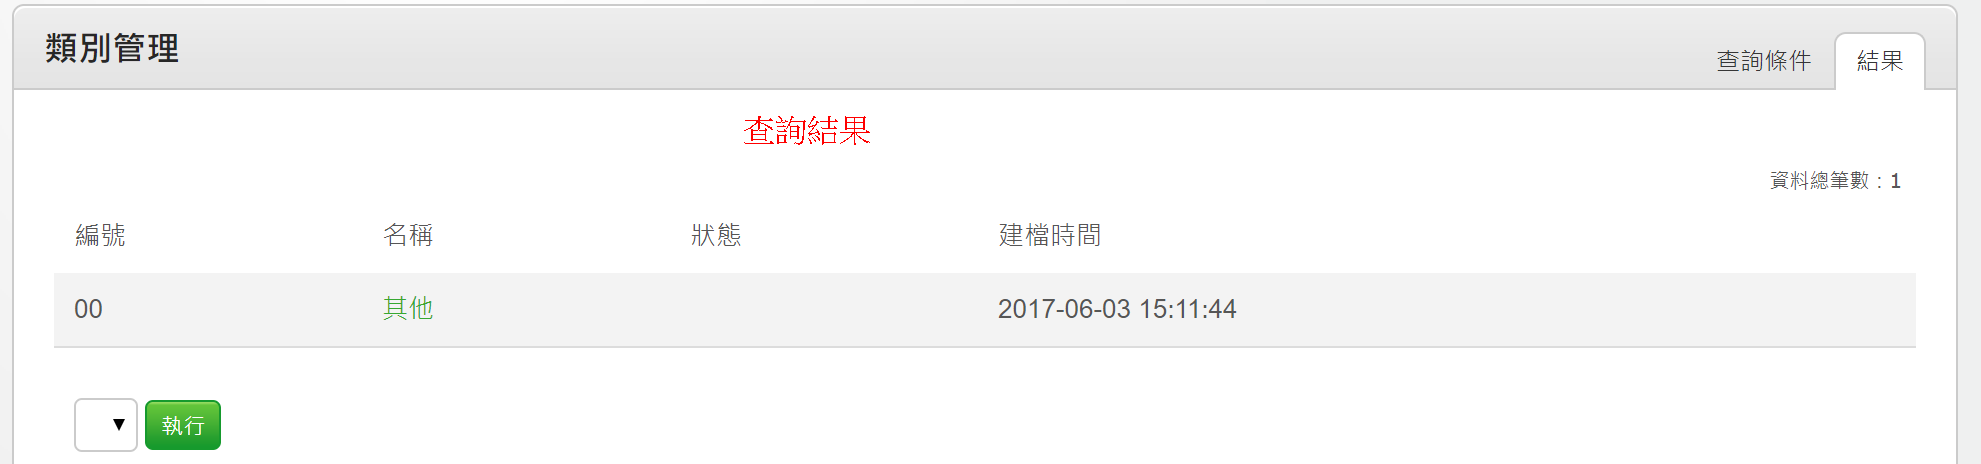 類別管理
查詢條件 結果
查詢結果
資料總筆數：1
編號 名稱 狀態 建檔時間
00 其他 2017-06-03 15:11:44
執行